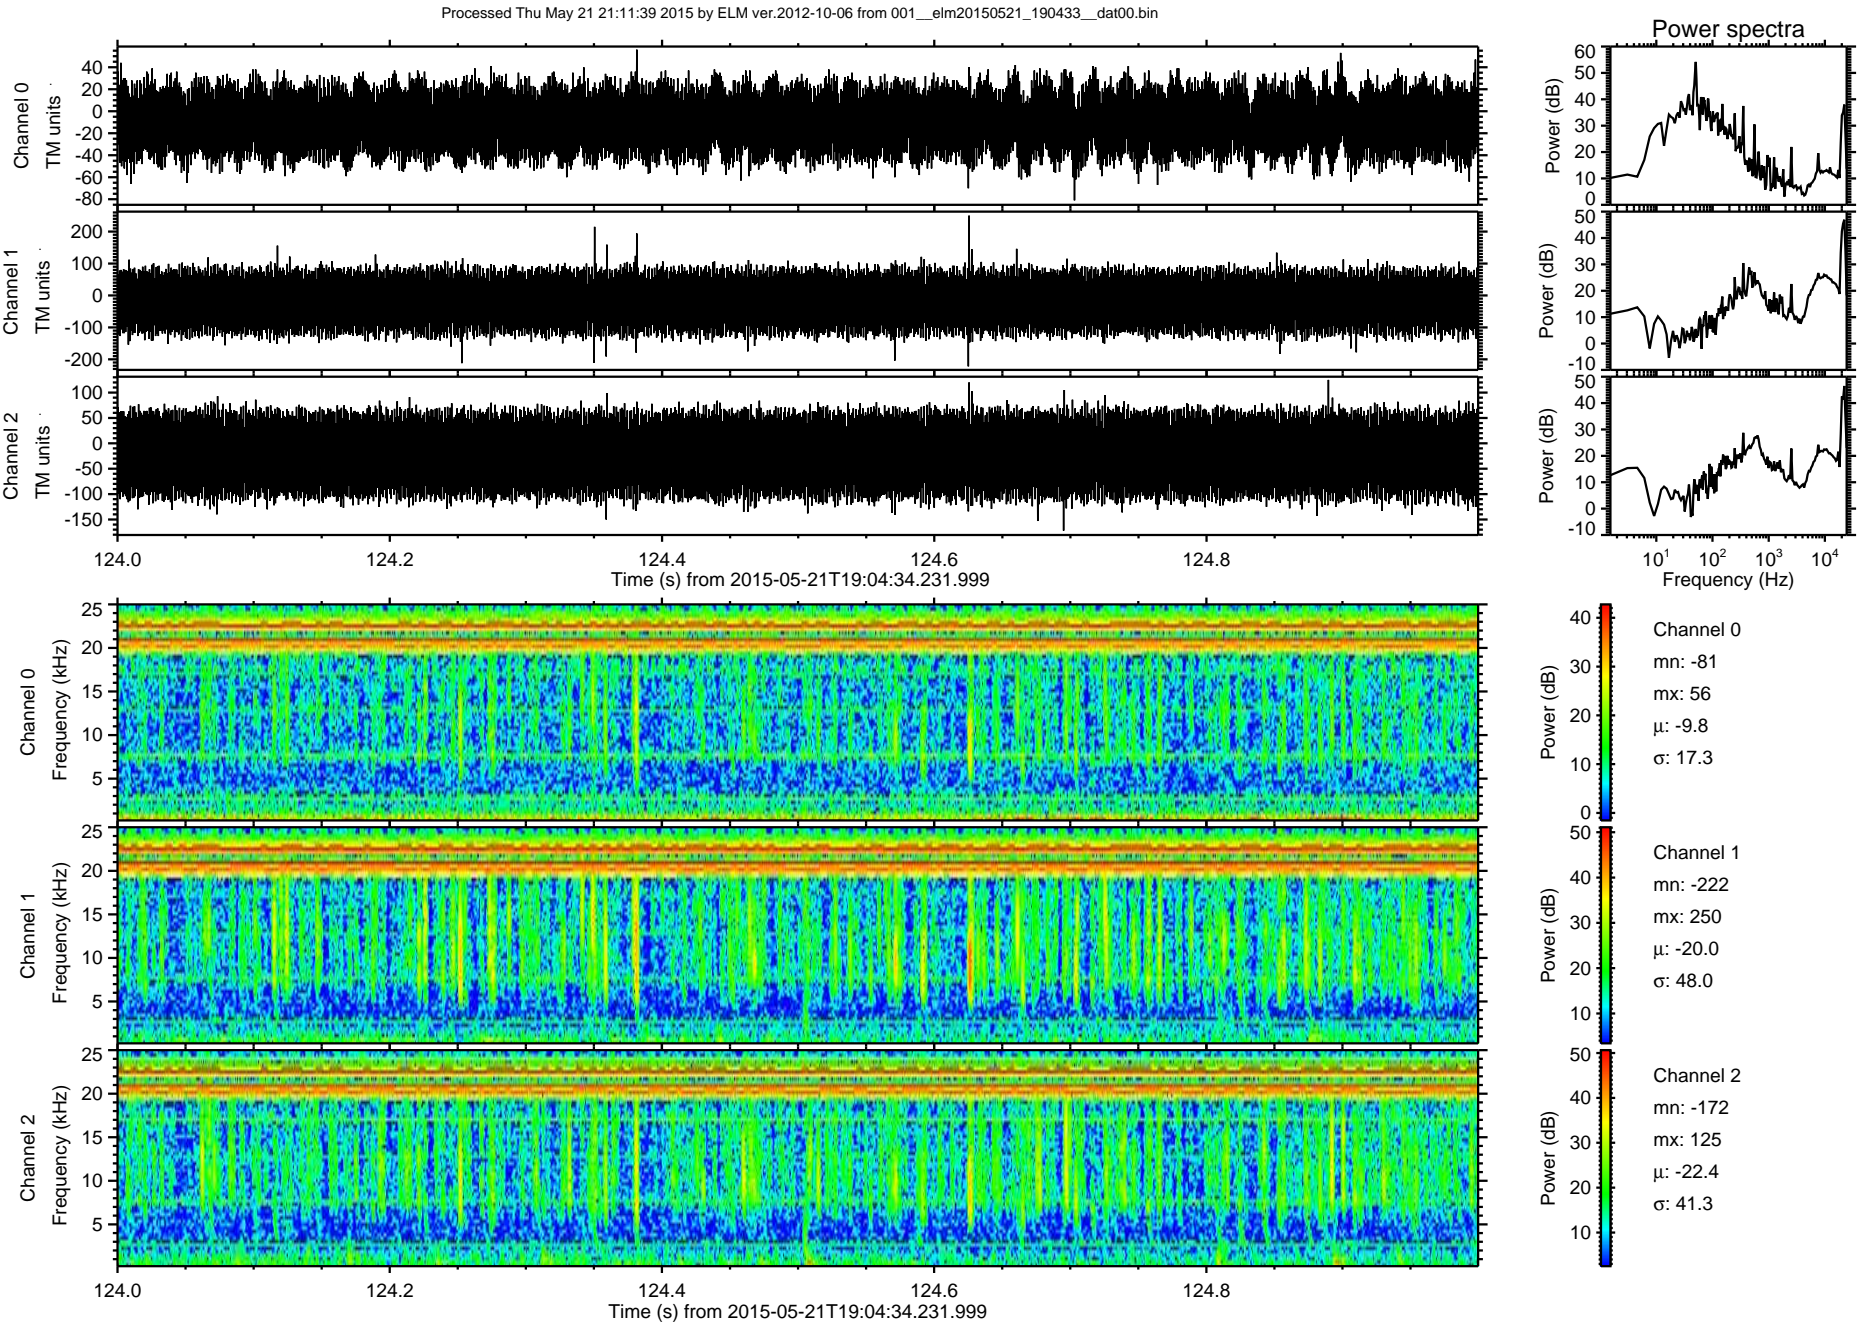 Processed Thu May 21 21:11:39 2015 by ELM ver.2012-10-06 from 001__elm20150521_190433__dat00.bin
Power spectra
Channel 0
TM units
40
20
0
-20
-40
-60
-80
Power (dB)
60
50
40
30
20
10
0
Channel 1
TM units
200
100
0
-100
-200
Power (dB)
50
40
30
20
10
0
-10
Channel 2
TM units
100
50
0
-50
-100
-150
Power (dB)
50
40
30
20
10
0
-10
124.0 124.2 124.4 124.6 124.8
Time (s) from 2015-05-21T19:04:34.231.999
10¹ 10² 10³ 10⁴
Frequency (Hz)
Channel 0
Frequency (kHz)
25
20
15
10
5
Power (dB)
40
30
20
10
0
Channel 0
mn: -81
mx: 56
μ: -9.8
σ: 17.3
Channel 1
Frequency (kHz)
25
20
15
10
5
Power (dB)
50
40
30
20
10
Channel 1
mn: -222
mx: 250
μ: -20.0
σ: 48.0
Channel 2
Frequency (kHz)
25
20
15
10
5
Power (dB)
50
40
30
20
10
Channel 2
mn: -172
mx: 125
μ: -22.4
σ: 41.3
124.0 124.2 124.4 124.6 124.8
Time (s) from 2015-05-21T19:04:34.231.999